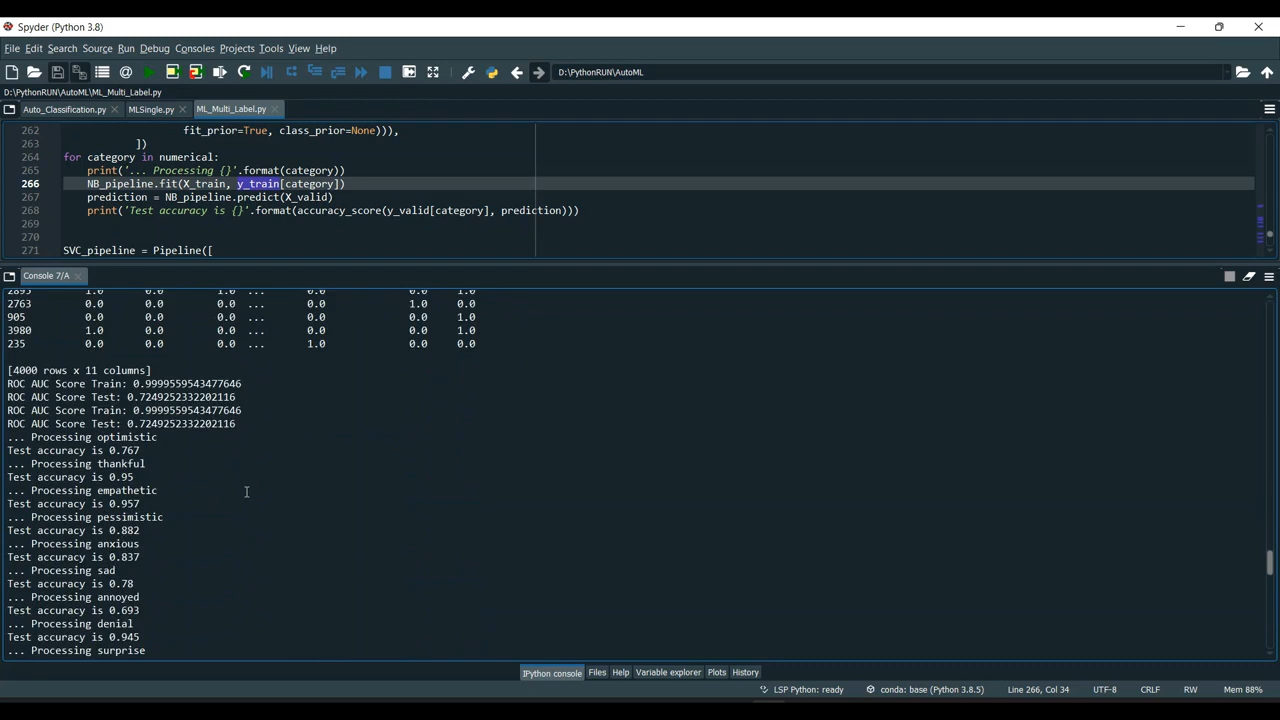 Spyder (Python 3.8)
File Edit Search Source Run Debug Consoles Projects Tools View Help
D:\PythonRUN\AutoML
D:\PythonRUN\AutoML\ML_Multi_Label.py
Auto_Classification.py MLSingle.py ML_Multi_Label.py
262 fit_prior=True, class_prior=None))),
263 ])
264 for category in numerical:
265 print('... Processing {}'.format(category))
266 NB_pipeline.fit(X_train, y_train[category])
267 prediction = NB_pipeline.predict(X_valid)
268 print('Test accuracy is {}'.format(accuracy_score(y_valid[category], prediction)))
269
270
271 SVC_pipeline = Pipeline([
Console 7/A
2895 1.0 0.0 1.0 ... 0.0 0.0 1.0
2763 0.0 0.0 0.0 ... 0.0 1.0 0.0
905 0.0 0.0 0.0 ... 0.0 0.0 1.0
3980 1.0 0.0 0.0 ... 0.0 0.0 1.0
235 0.0 0.0 0.0 ... 1.0 0.0 0.0
[4000 rows x 11 columns]
ROC AUC Score Train: 0.9999559543477646
ROC AUC Score Test: 0.7249252332202116
ROC AUC Score Train: 0.9999559543477646
ROC AUC Score Test: 0.7249252332202116
... Processing optimistic
Test accuracy is 0.767
... Processing thankful
Test accuracy is 0.95
... Processing empathetic
Test accuracy is 0.957
... Processing pessimistic
Test accuracy is 0.882
... Processing anxious
Test accuracy is 0.837
... Processing sad
Test accuracy is 0.78
... Processing annoyed
Test accuracy is 0.693
... Processing denial
Test accuracy is 0.945
... Processing surprise
IPython console Files Help Variable explorer Plots History
LSP Python: ready conda: base (Python 3.8.5) Line 266, Col 34 UTF-8 CRLF RW Mem 88%